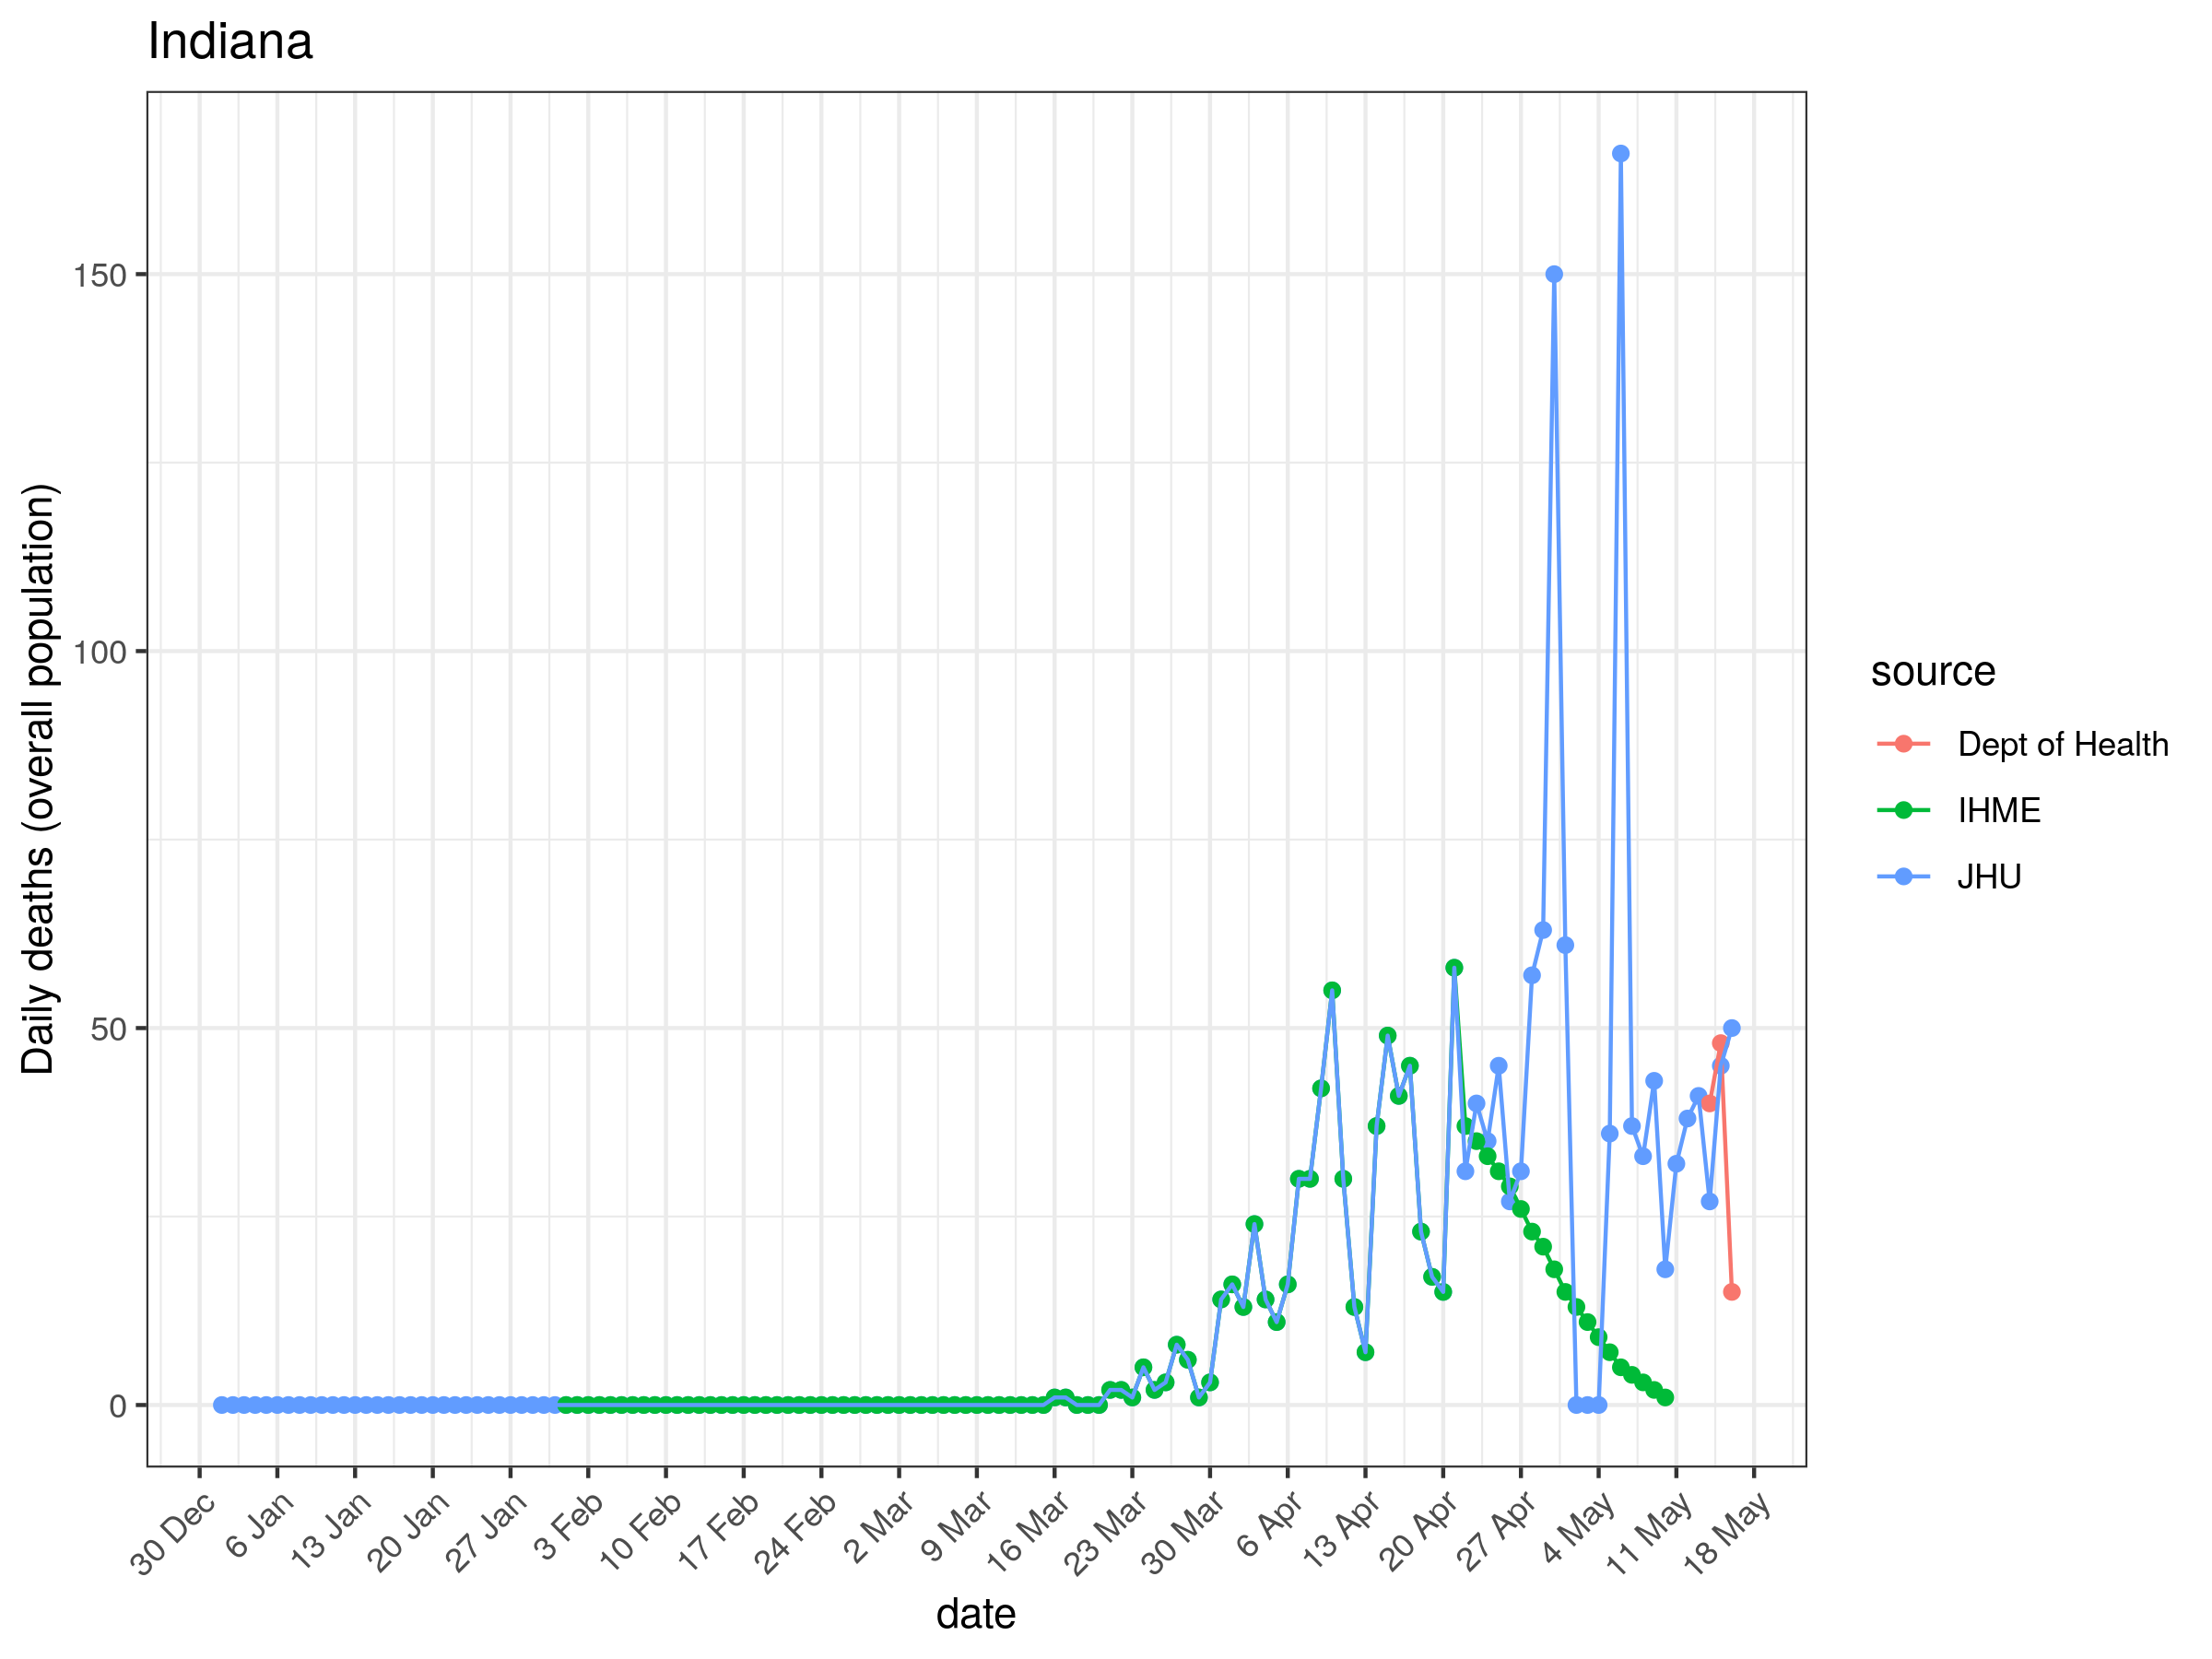 Indiana
Daily deaths (overall population)
150
100
50
0
30 Dec
6 Jan
13 Jan
20 Jan
27 Jan
3 Feb
10 Feb
17 Feb
24 Feb
2 Mar
9 Mar
16 Mar
23 Mar
30 Mar
6 Apr
13 Apr
20 Apr
27 Apr
4 May
11 May
18 May
date
source
Dept of Health
IHME
JHU